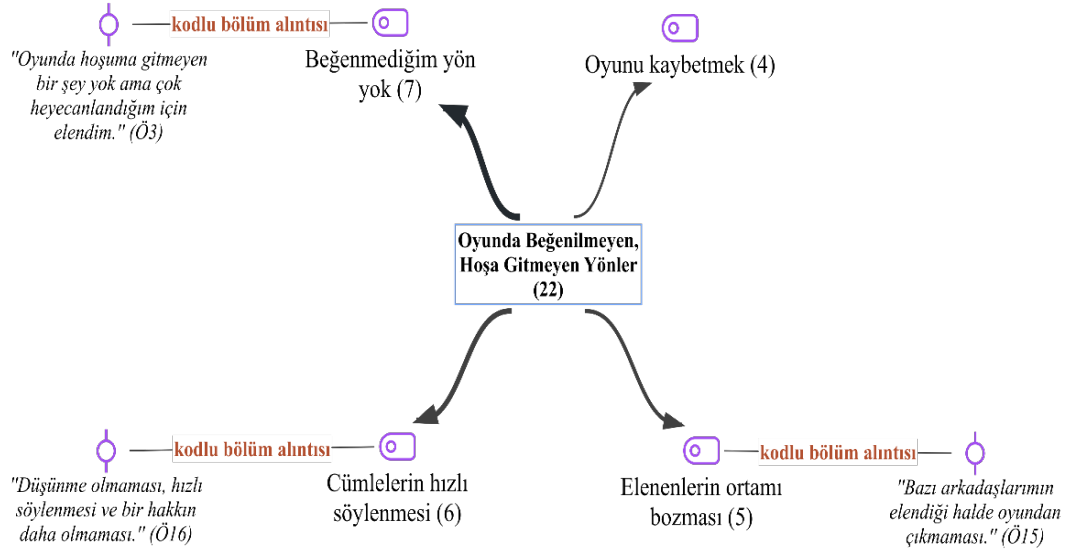 kodlu bölüm alıntısı
"Oyunda hoşuma gitmeyen
bir şey yok ama çok
heyecanlandığım için
elendim." (Ö3)
Beğenmediğim yön
yok (7)
Oyunu kaybetmek (4)
Oyunda Beğenilmeyen,
Hoşa Gitmeyen Yönler
(22)
kodlu bölüm alıntısı
"Düşünme olmaması, hızlı
söylenmesi ve bir hakkın
daha olmaması." (Ö16)
Cümlelerin hızlı
söylenmesi (6)
Elenenlerin ortamı
bozması (5)
kodlu bölüm alıntısı
"Bazı arkadaşlarımın
elendiği halde oyundan
çıkmaması." (Ö15)